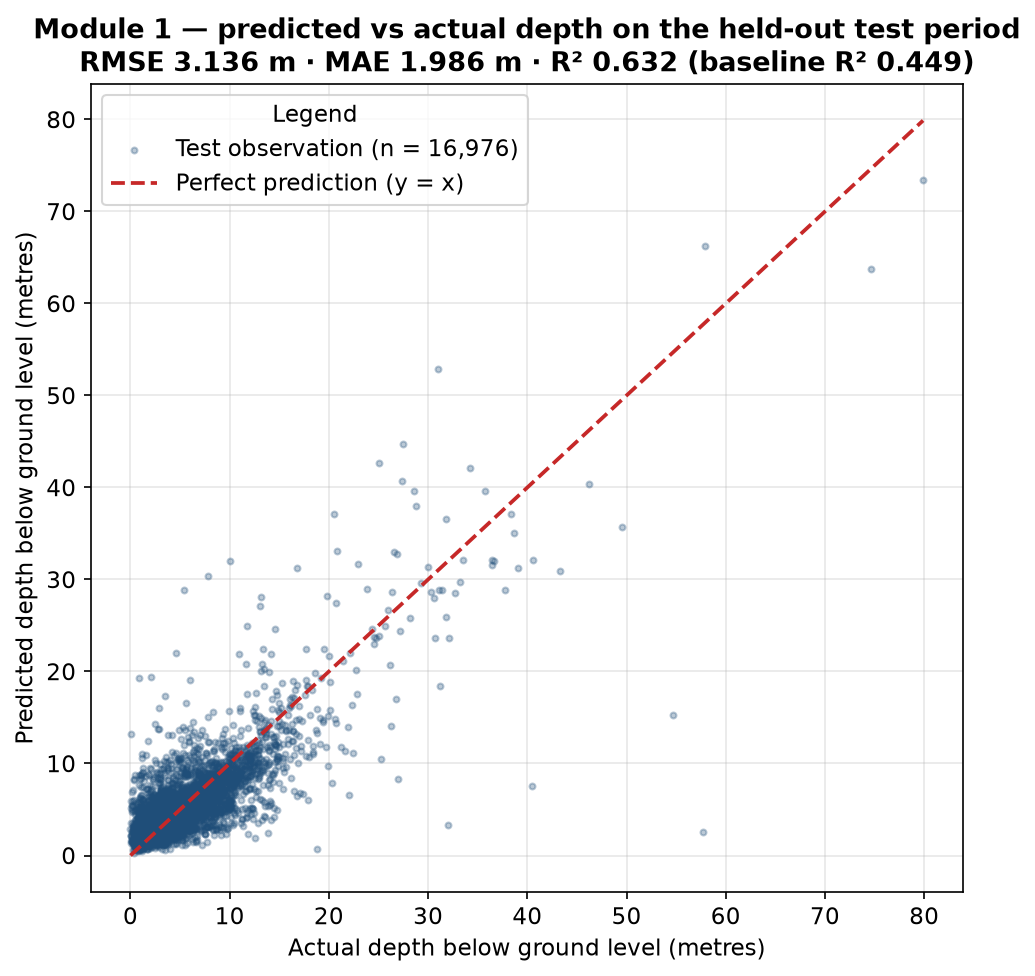 Module 1 — predicted vs actual depth on the held-out test period
RMSE 3.136 m · MAE 1.986 m · R² 0.632 (baseline R² 0.449)
Legend
Test observation (n = 16,976)
Perfect prediction (y = x)
Predicted depth below ground level (metres)
80
70
60
50
40
30
20
10
0
0 10 20 30 40 50 60 70 80
Actual depth below ground level (metres)